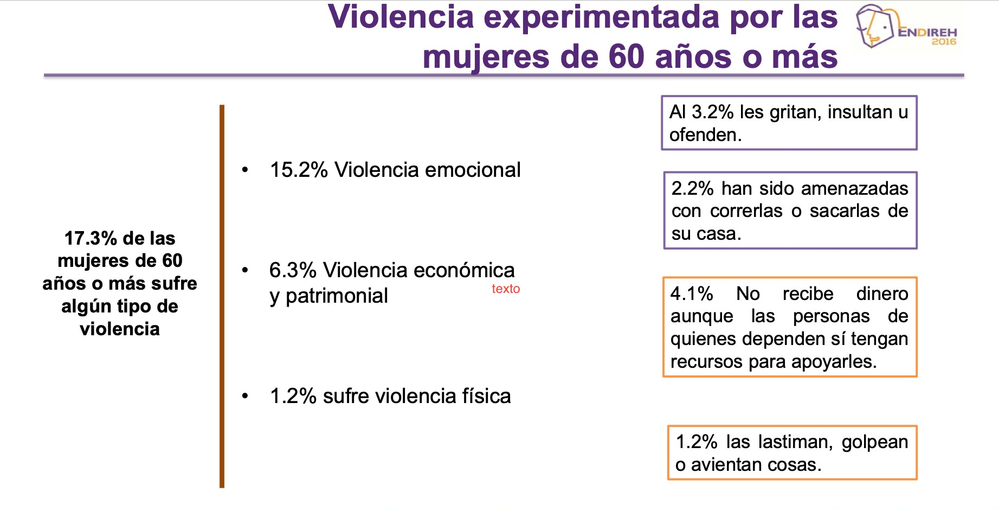 Violencia experimentada por las
mujeres de 60 años o más
ENDIREH
2016
17.3% de las
mujeres de 60
años o más sufre
algún tipo de
violencia
• 15.2% Violencia emocional
• 6.3% Violencia económica
y patrimonial
texto
• 1.2% sufre violencia física
Al 3.2% les gritan, insultan u
ofenden.
2.2% han sido amenazadas
con correrlas o sacarlas de
su casa.
4.1% No recibe dinero
aunque las personas de
quienes dependen sí tengan
recursos para apoyarles.
1.2% las lastiman, golpean
o avientan cosas.